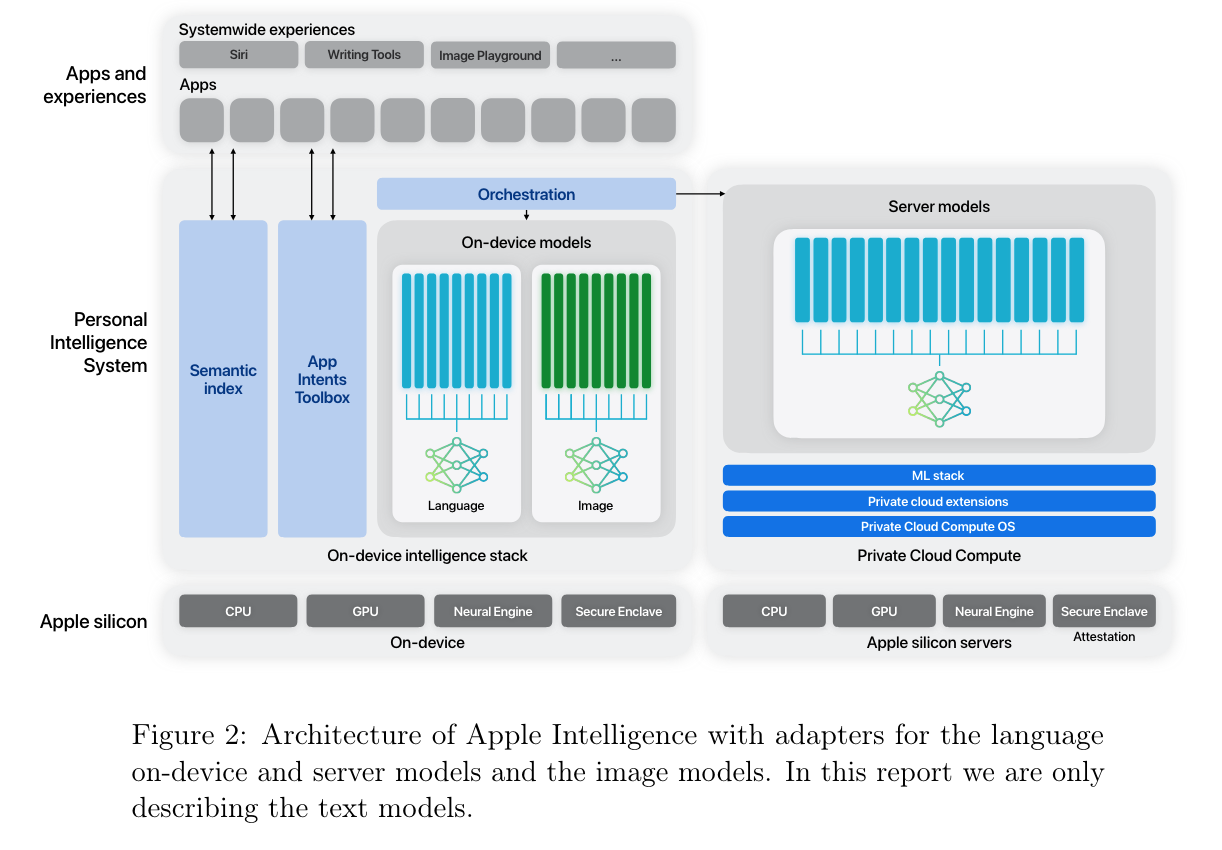 Systemwide experiences
Siri
Writing Tools
Image Playground
...
Apps and
experiences
Apps
Orchestration
Server models
On-device models
Personal
Intelligence
System
Semantic
index
App
Intents
Toolbox
Language
Image
ML stack
Private cloud extensions
Private Cloud Compute OS
On-device intelligence stack
Private Cloud Compute
Apple silicon
CPU
GPU
Neural Engine
Secure Enclave
On-device
CPU
GPU
Neural Engine
Secure Enclave
Attestation
Apple silicon servers
Figure 2: Architecture of Apple Intelligence with adapters for the language
on-device and server models and the image models. In this report we are only
describing the text models.